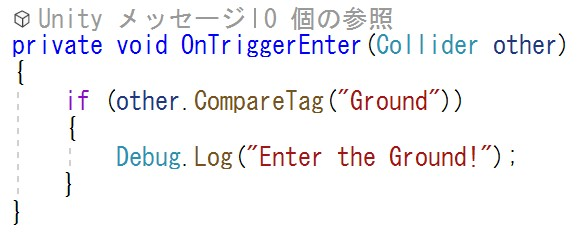 Unity メッセージ|0 個の参照
private void OnTriggerEnter(Collider other)
{
if (other.CompareTag("Ground"))
{
Debug.Log("Enter the Ground!");
}
}